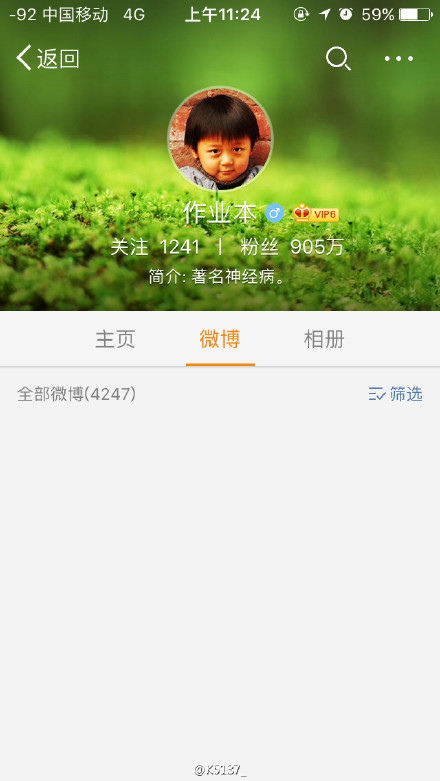 -92 中国移动 4G 上午11:24 59%
返回
作业本 VIP6
关注 1241 | 粉丝 905万
简介: 著名神经病。
主页 微博 相册
全部微博(4247) 筛选
@K5137_